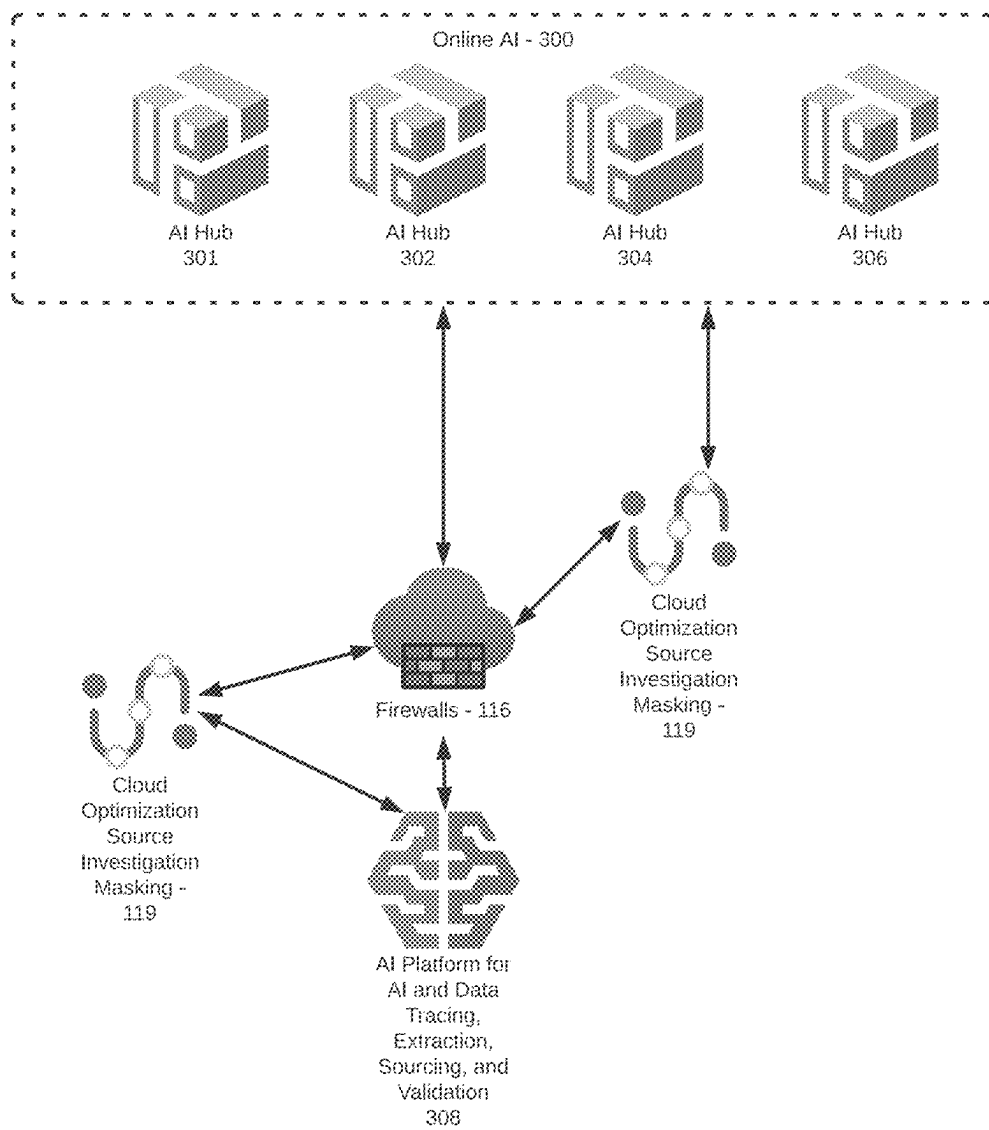 Online AI - 300
AI Hub
301
AI Hub
302
AI Hub
304
AI Hub
306
Cloud
Optimization
Source
Investigation
Masking -
119
Firewalls - 116
Cloud
Optimization
Source
Investigation
Masking -
119
AI Platform for
AI and Data
Tracing,
Extraction,
Sourcing, and
Validation
308